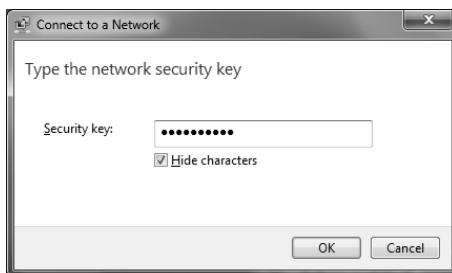 Connect to a Network
Type the network security key
Security key: ••••••••••
Hide characters
OK Cancel